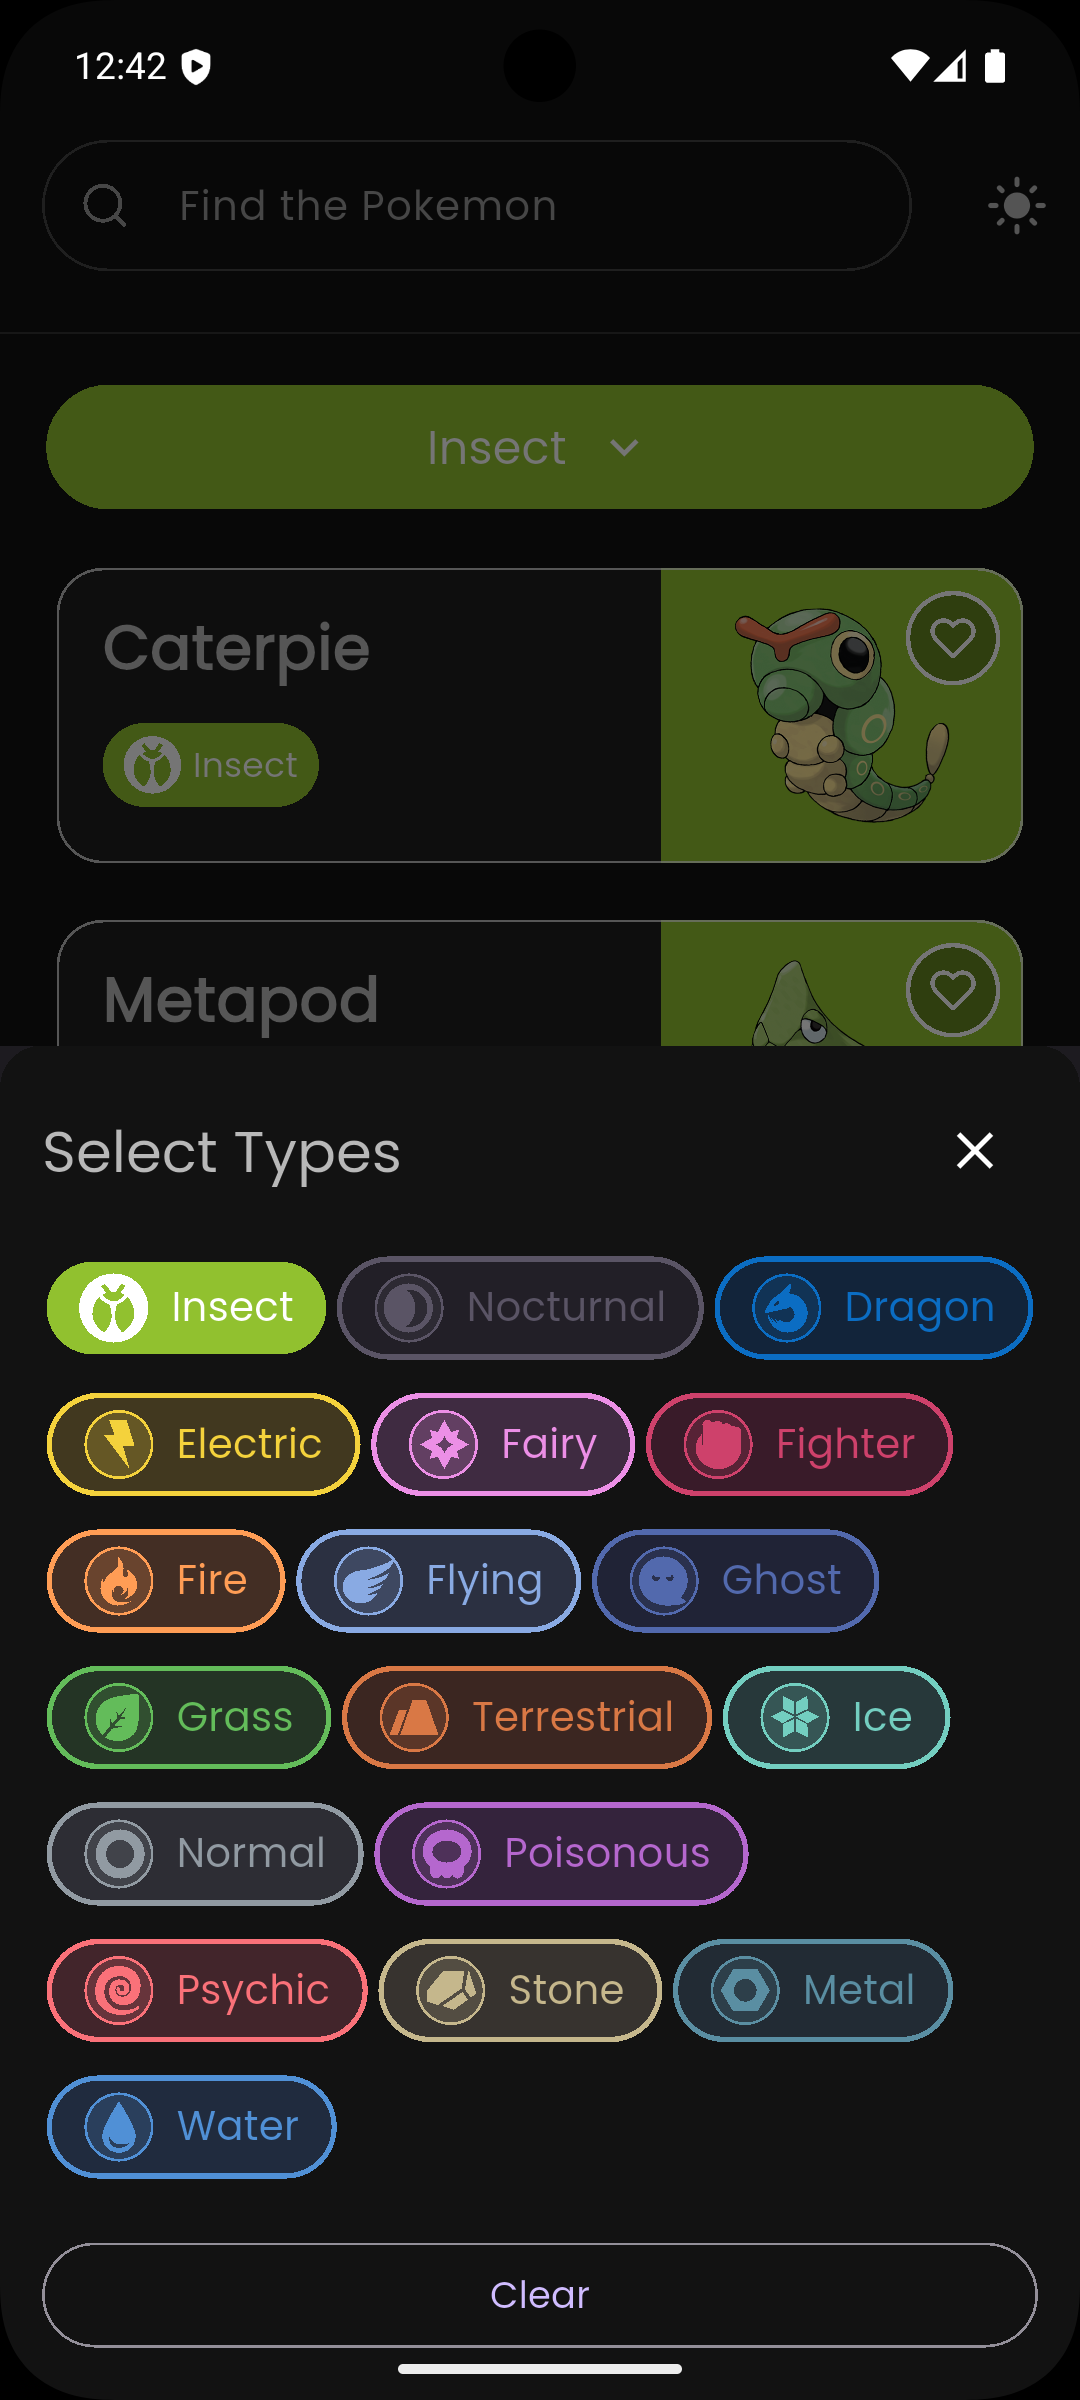 12:42
Find the Pokemon
Insect
Caterpie
Insect
Metapod
Select Types
Insect Nocturnal Dragon
Electric Fairy Fighter
Fire Flying Ghost
Grass Terrestrial Ice
Normal Poisonous
Psychic Stone Metal
Water
Clear